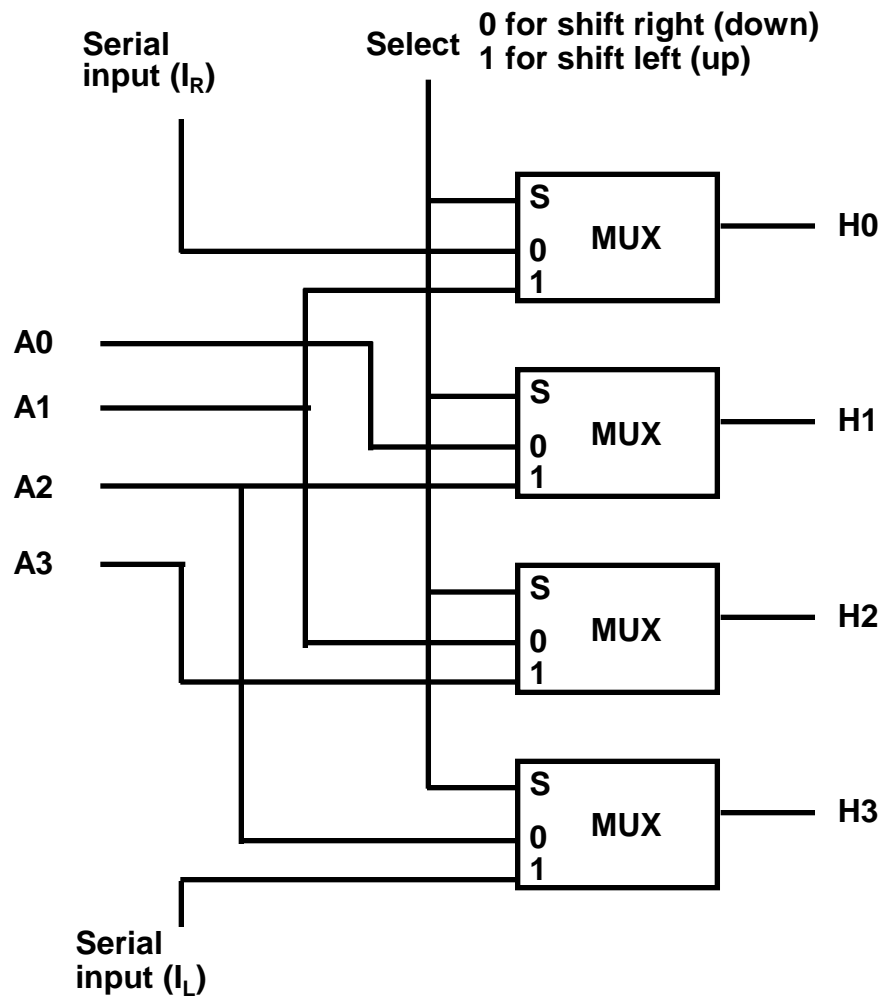 Serial
input (IR)
Select
0 for shift right (down)
1 for shift left (up)
S
MUX
0
1
H0
A0
A1
A2
A3
S
MUX
0
1
H1
S
MUX
0
1
H2
S
MUX
0
1
H3
Serial
input (IL)